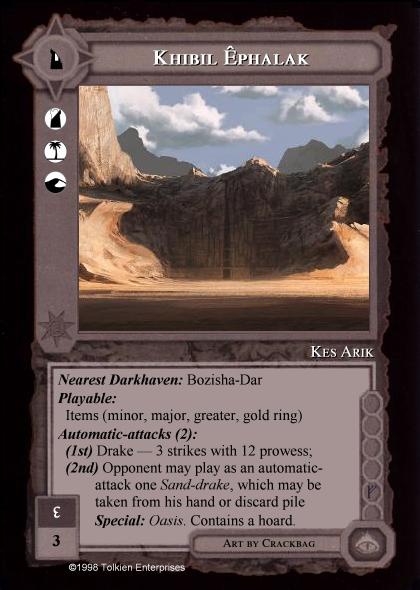 KHIBIL ÊPHALAK
KES ARIK
Nearest Darkhaven: Bozisha-Dar
Playable:
Items (minor, major, greater, gold ring)
Automatic-attacks (2):
(1st) Drake — 3 strikes with 12 prowess;
(2nd) Opponent may play as an automatic-
attack one Sand-drake, which may be
taken from his hand or discard pile
Special: Oasis. Contains a hoard.
3
ART BY CRACKBAG
©1998 Tolkien Enterprises